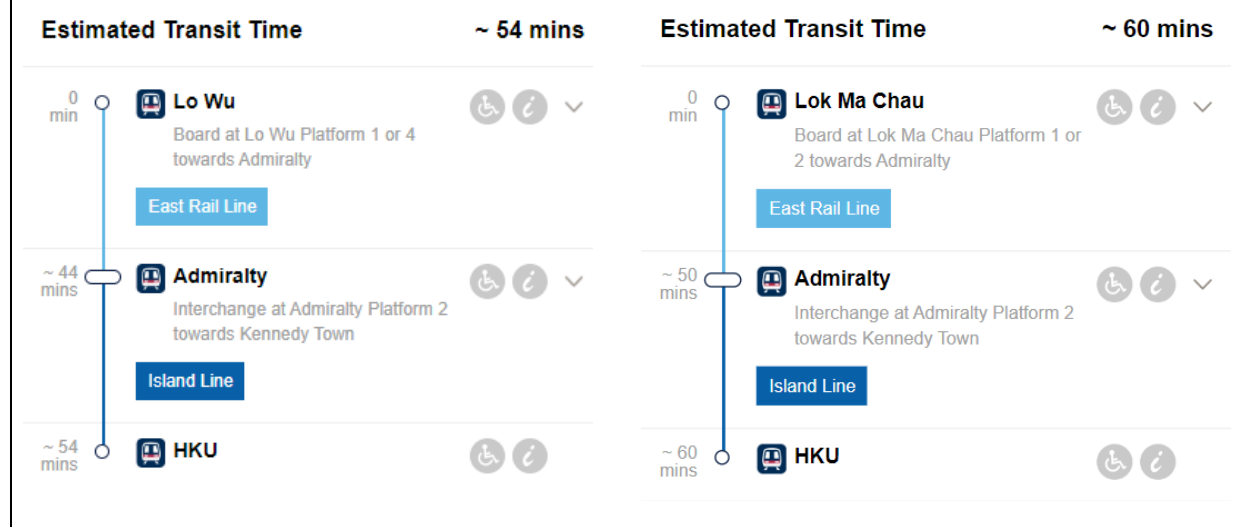 Estimated Transit Time ~ 54 mins
0
min
Lo Wu
Board at Lo Wu Platform 1 or 4
towards Admiralty
East Rail Line
~ 44
mins
Admiralty
Interchange at Admiralty Platform 2
towards Kennedy Town
Island Line
~ 54
mins
HKU
Estimated Transit Time ~ 60 mins
0
min
Lok Ma Chau
Board at Lok Ma Chau Platform 1 or
2 towards Admiralty
East Rail Line
~ 50
mins
Admiralty
Interchange at Admiralty Platform 2
towards Kennedy Town
Island Line
~ 60
mins
HKU